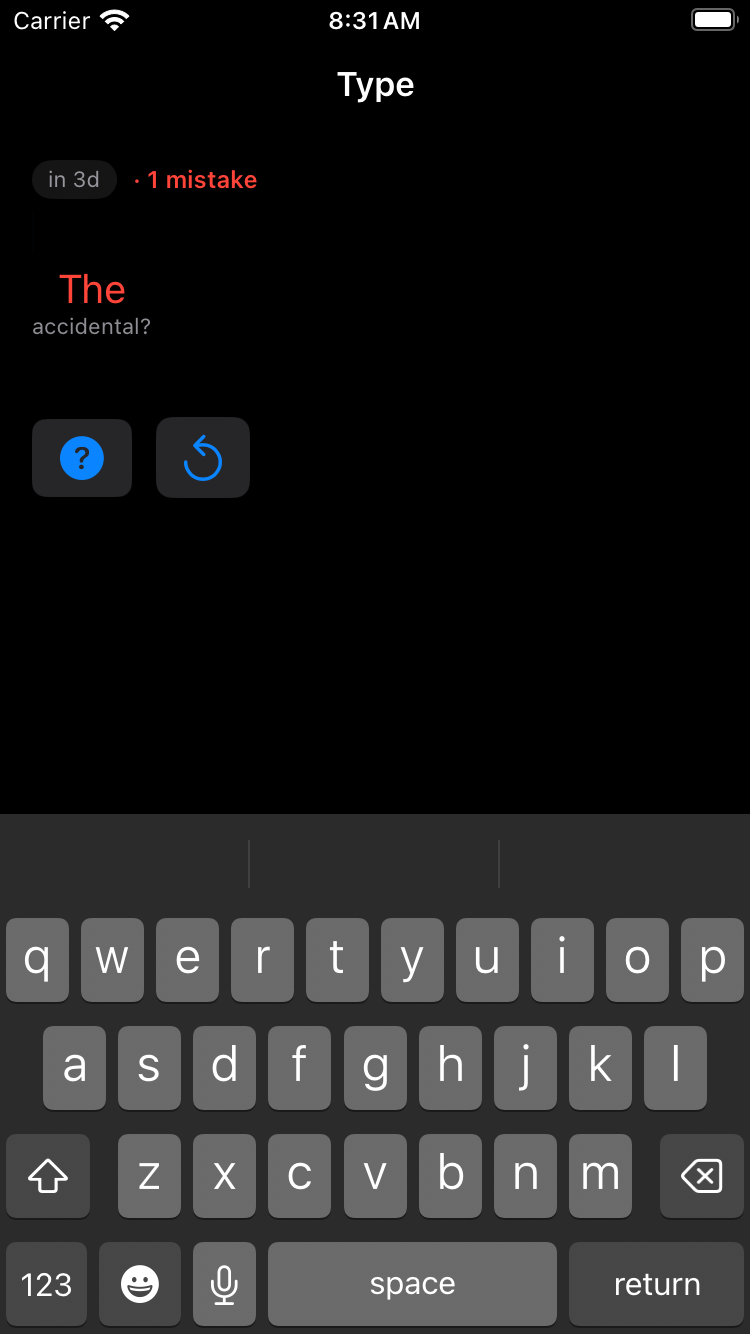 Carrier 8:31 AM
Type
in 3d · 1 mistake
The
accidental?
?
q w e r t y u i o p
a s d f g h j k l
z x c v b n m
123 space return